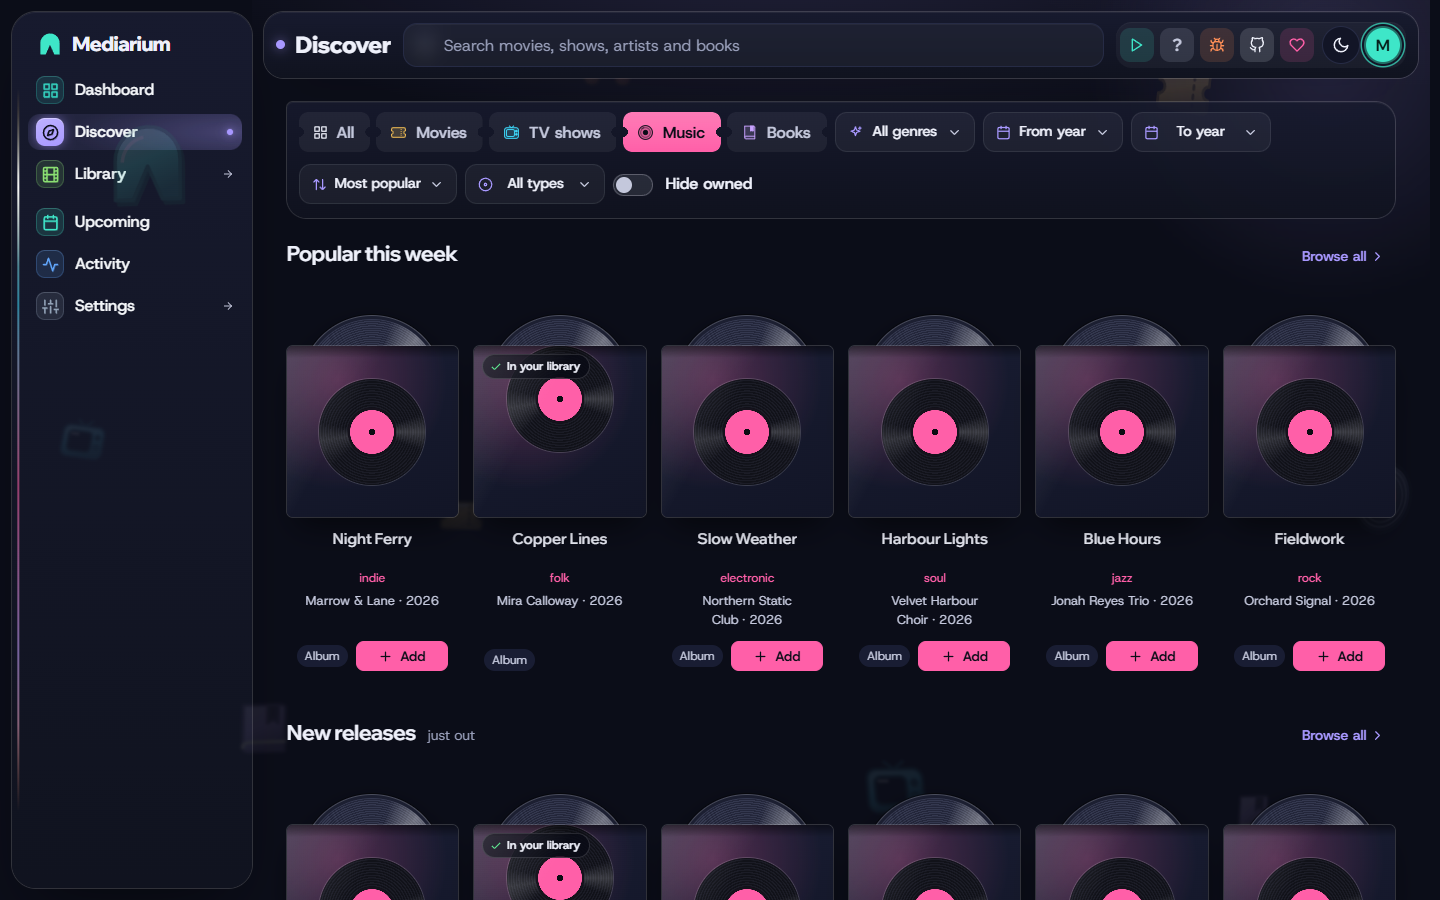 Mediarium
Dashboard
Discover
Library
Upcoming
Activity
Settings
Discover
Search movies, shows, artists and books
?
M
All
Movies
TV shows
Music
Books
All genres
From year
To year
Most popular
All types
Hide owned
Popular this week
Browse all
In your library
Night Ferry
indie
Marrow & Lane · 2026
Album
+ Add
Copper Lines
folk
Mira Calloway · 2026
Album
Slow Weather
electronic
Northern Static
Club · 2026
Album
+ Add
Harbour Lights
soul
Velvet Harbour
Choir · 2026
Album
+ Add
Blue Hours
jazz
Jonah Reyes Trio · 2026
Album
+ Add
Fieldwork
rock
Orchard Signal · 2026
Album
+ Add
New releases just out
Browse all
In your library